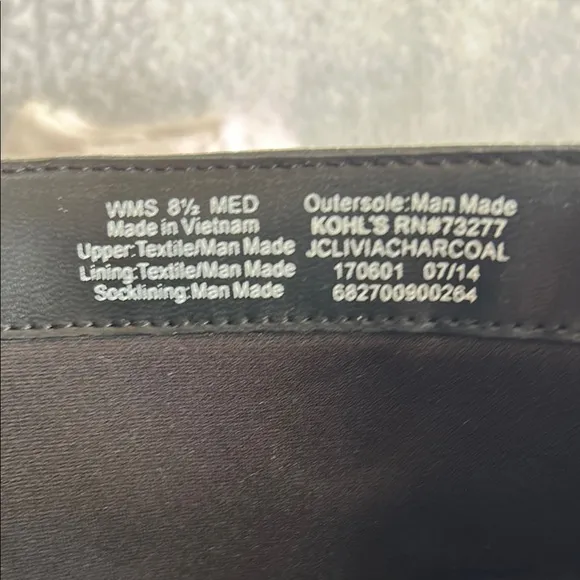 WMS 8½ MED
Made in Vietnam
Upper:Textile/Man Made
Lining:Textile/Man Made
Socklining:Man Made
Outersole:Man Made
KOHL'S RN#73277
JCLIVIACHARCOAL
170601 07/14
682700900264